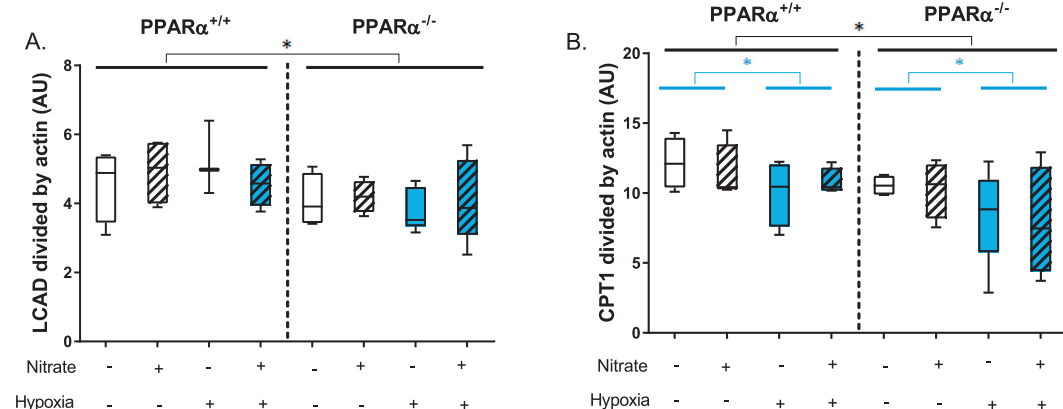 A.
PPARα+/+ PPARα-/-
*
LCAD divided by actin (AU)
8
6
4
2
0
Nitrate - + - + - + - +
Hypoxia - - + + - - + +
B.
PPARα+/+ PPARα-/-
*
* *
CPT1 divided by actin (AU)
20
15
10
5
0
Nitrate - + - + - + - +
Hypoxia - - + + - - + +